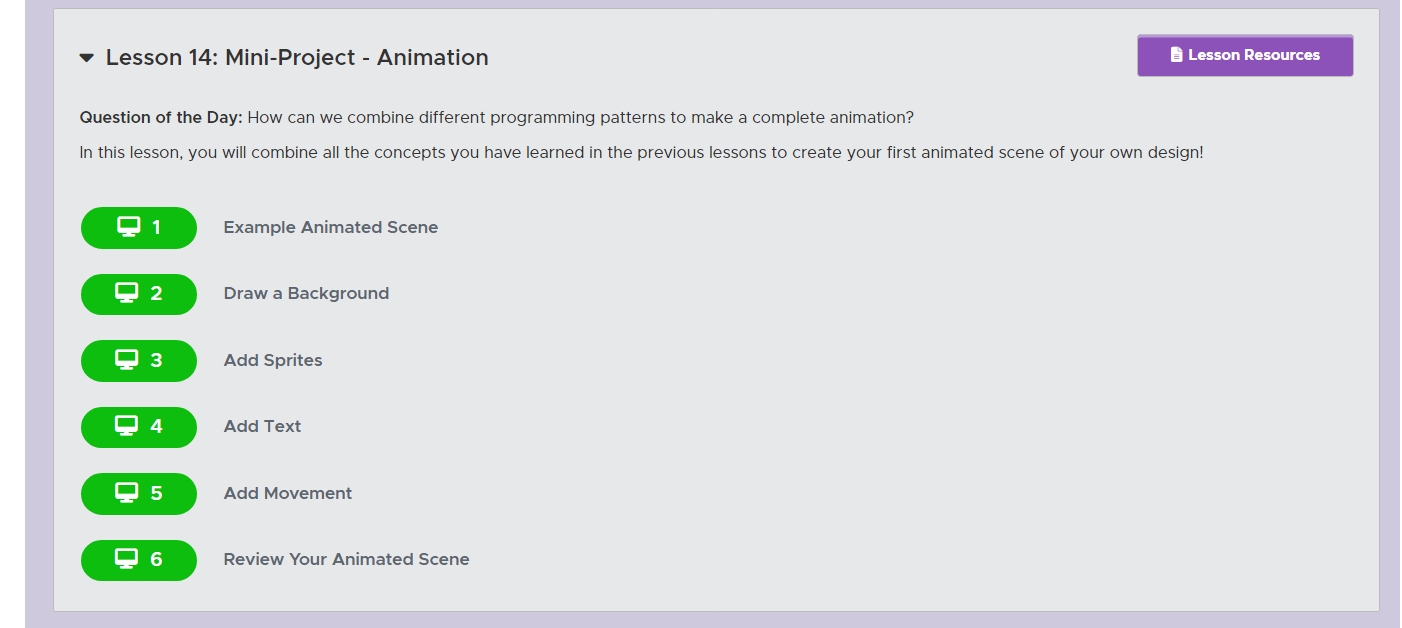 Lesson 14: Mini-Project - Animation
Lesson Resources
Question of the Day: How can we combine different programming patterns to make a complete animation?
In this lesson, you will combine all the concepts you have learned in the previous lessons to create your first animated scene of your own design!
1 Example Animated Scene
2 Draw a Background
3 Add Sprites
4 Add Text
5 Add Movement
6 Review Your Animated Scene